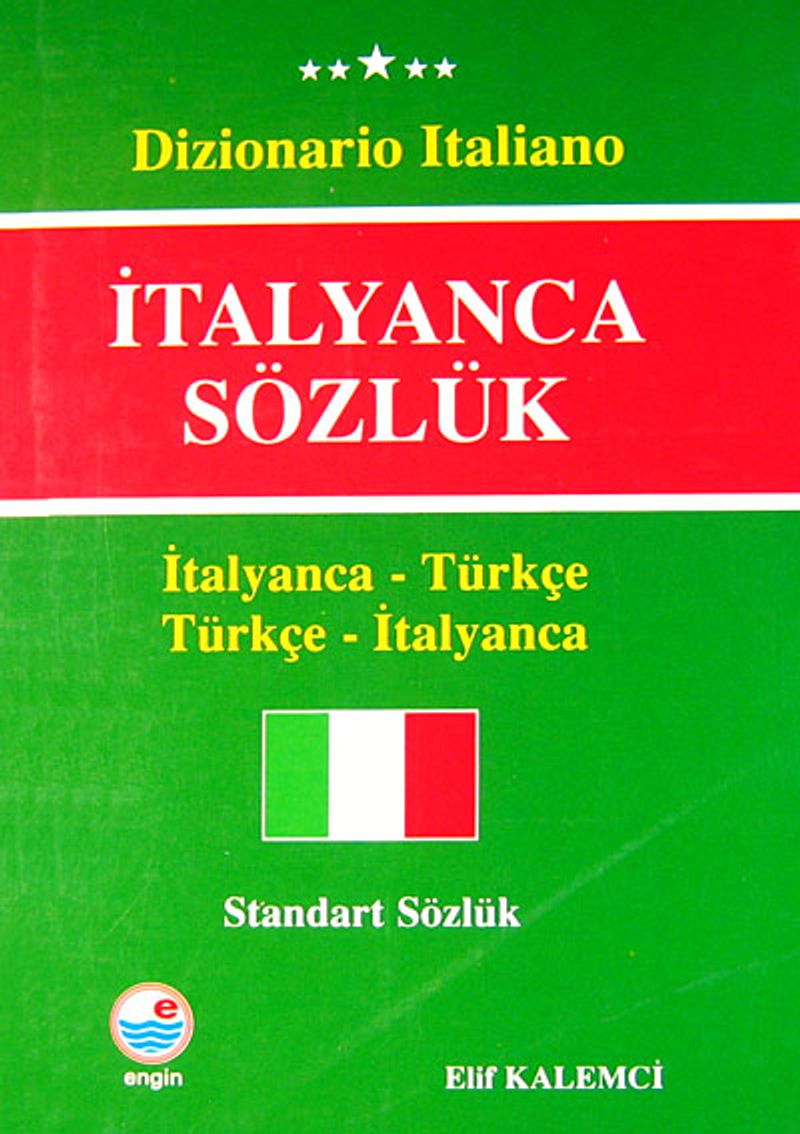 Dizionario Italiano
İTALYANCA
SÖZLÜK
İtalyanca - Türkçe
Türkçe - İtalyanca
Standart Sözlük
e
engin
Elif KALEMCİ